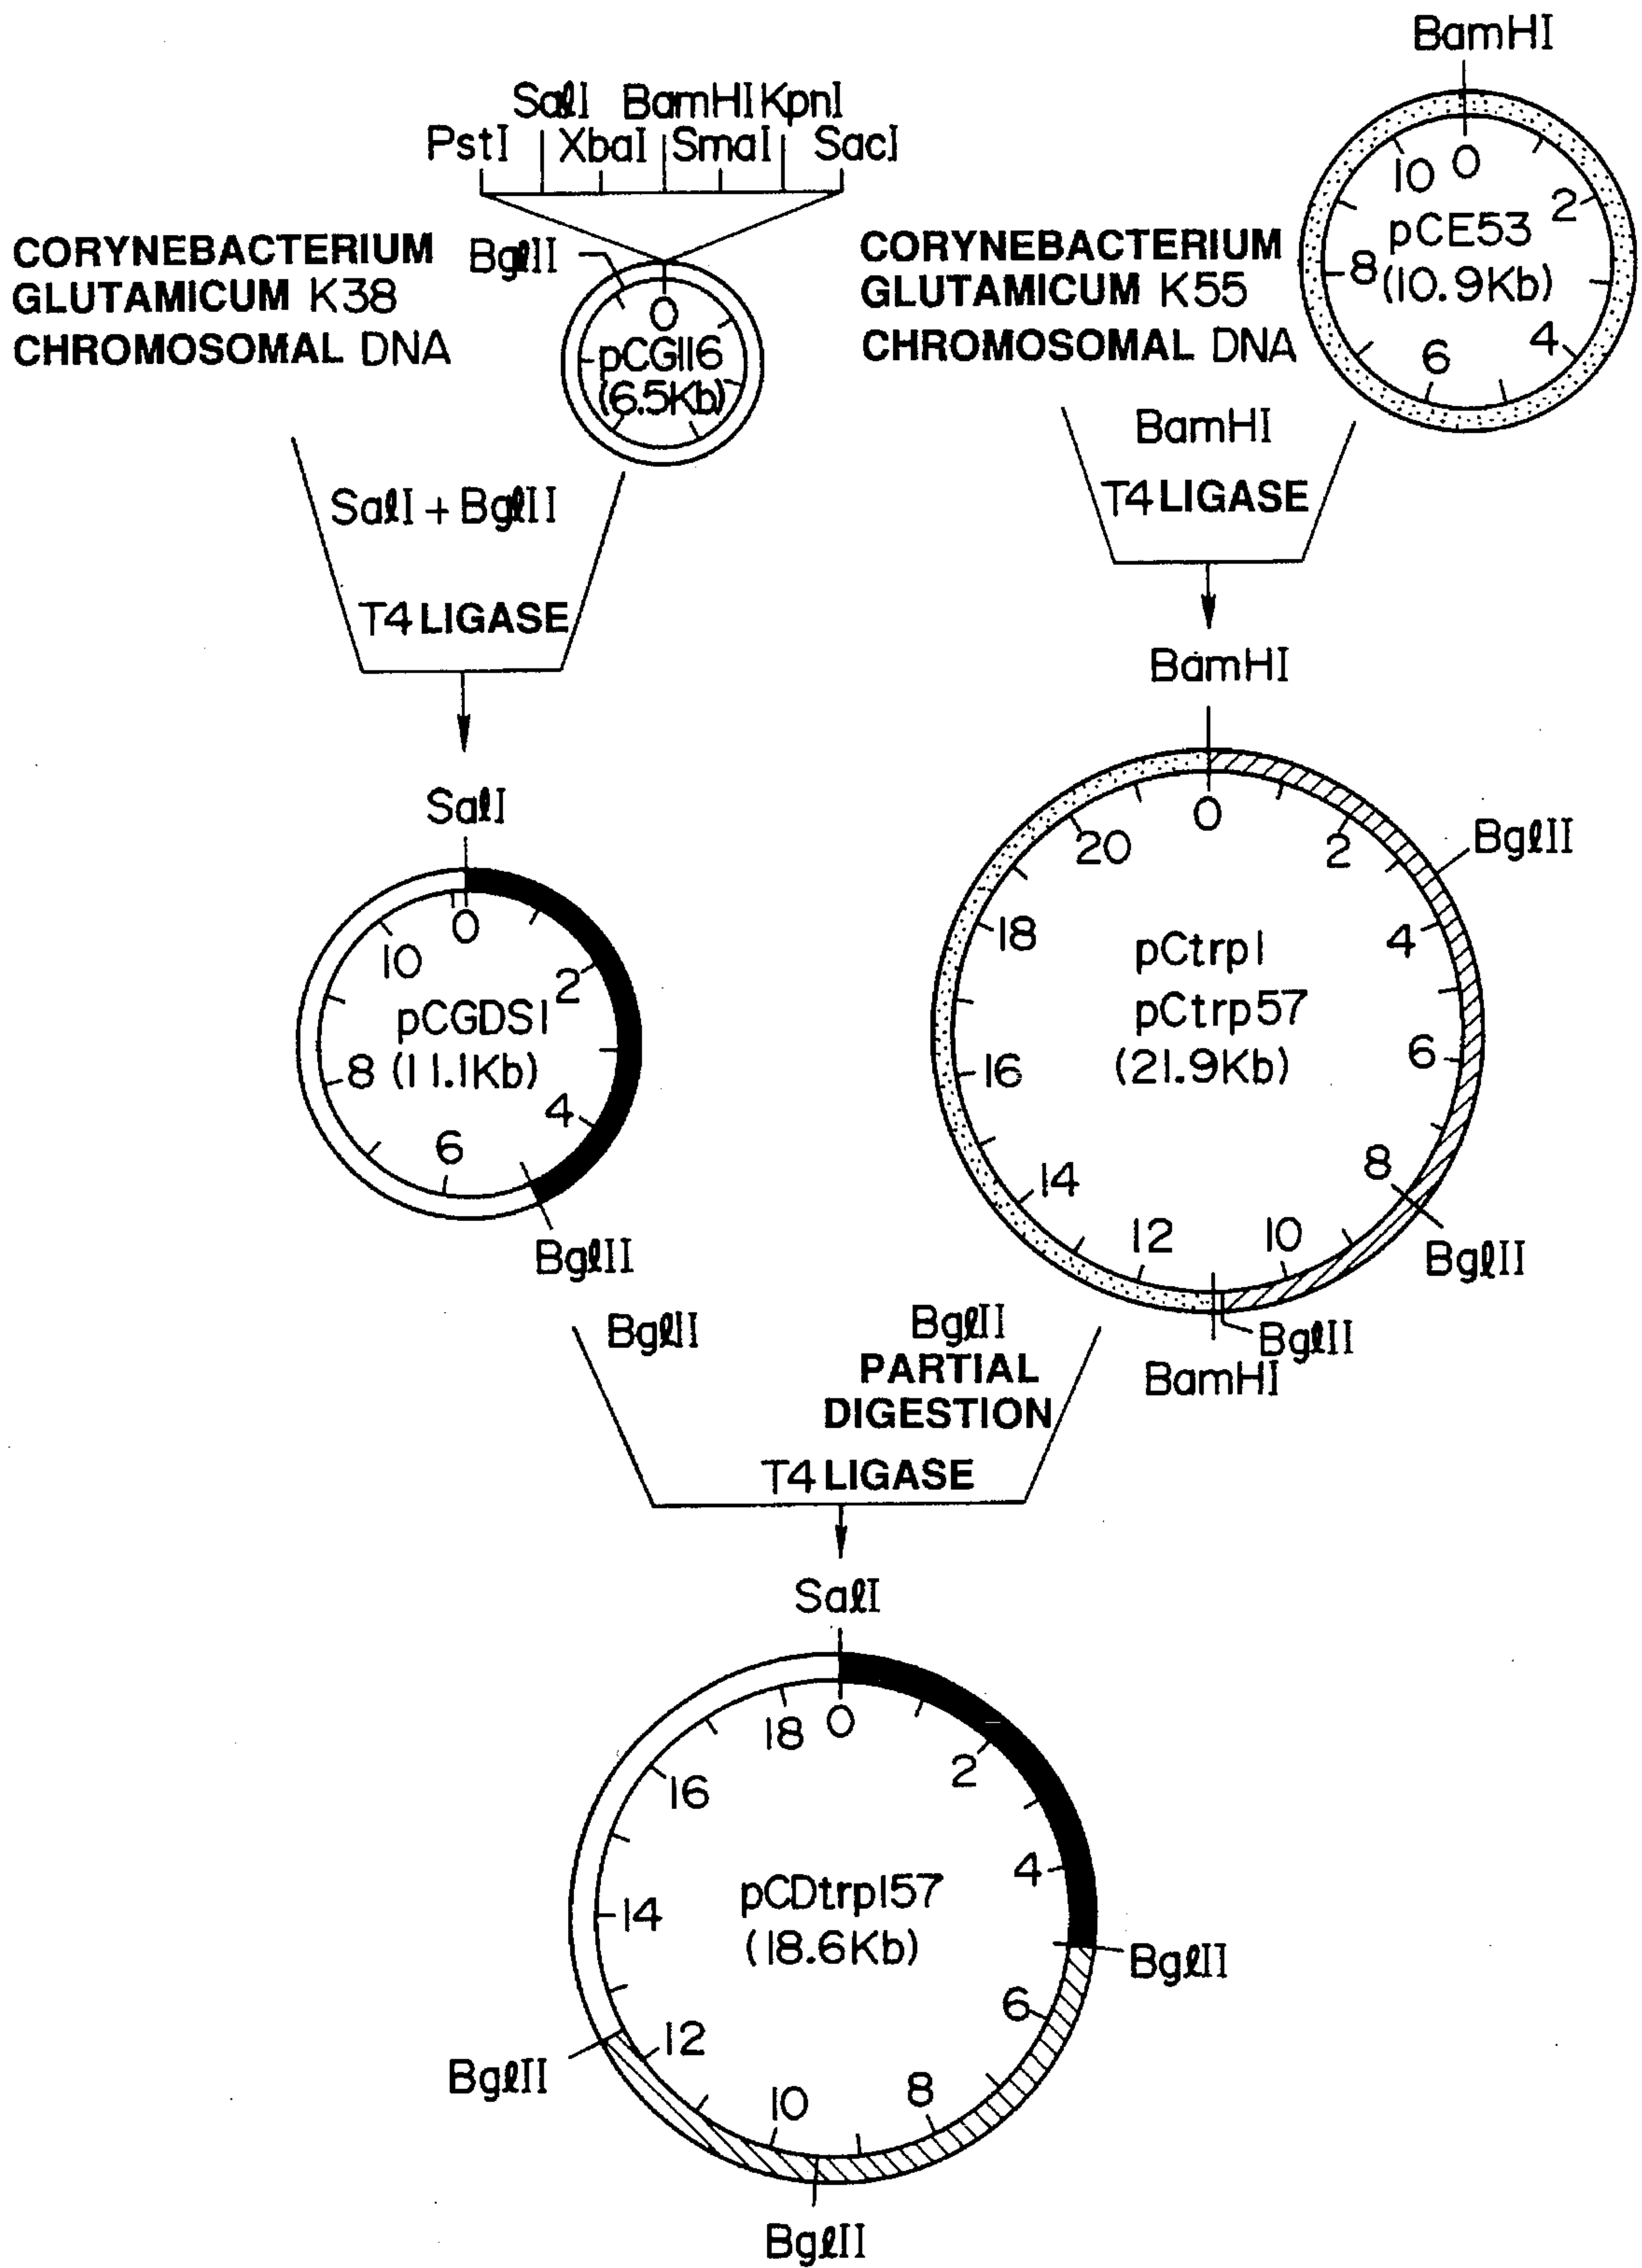 BamHI
SalI BamHI KpnI
PstI XbaI SmaI SacI
CORYNEBACTERIUM
GLUTAMICUM K38
CHROMOSOMAL DNA
BglII
0
pCG116
(6.5Kb)
CORYNEBACTERIUM
GLUTAMICUM K55
CHROMOSOMAL DNA
10 0
2
pCE53
8 (10.9Kb)
6 4
SalI + BglII
T4 LIGASE
BamHI
T4 LIGASE
BamHI
SalI
0
10
2
pCGDS1
8 (11.1Kb)
4
6
BglII
0
20 2
BglII
18 4
pCtrp1
pCtrp57
(21.9Kb)
16 6
14 8
12 10
BglII
BglII
BamHI
BglII
BglII
PARTIAL
DIGESTION
T4 LIGASE
SalI
18 0
16 2
4
pCDtrp157
14
(18.6Kb)
BglII
6
12
BglII
10 8
BglII